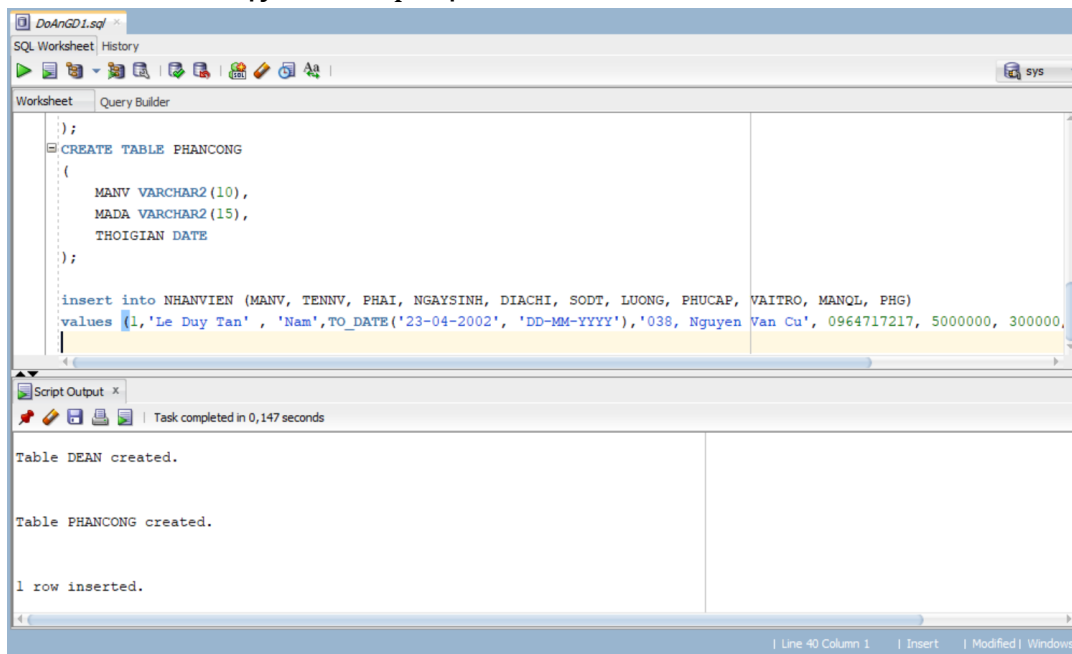 DoAnGD1.sql
SQL Worksheet History
sys
Worksheet Query Builder
);
CREATE TABLE PHANCONG
(
MANV VARCHAR2(10),
MADA VARCHAR2(15),
THOIGIAN DATE
);
insert into NHANVIEN (MANV, TENNV, PHAI, NGAYSINH, DIACHI, SODT, LUONG, PHUCAP, VAITRO, MANQL, PHG)
values (1,'Le Duy Tan' , 'Nam',TO_DATE('23-04-2002', 'DD-MM-YYYY'),'038, Nguyen Van Cu', 0964717217, 5000000, 300000,
Script Output x
Task completed in 0,147 seconds
Table DEAN created.
Table PHANCONG created.
1 row inserted.
| Line 40 Column 1 | Insert | Modified | Windows